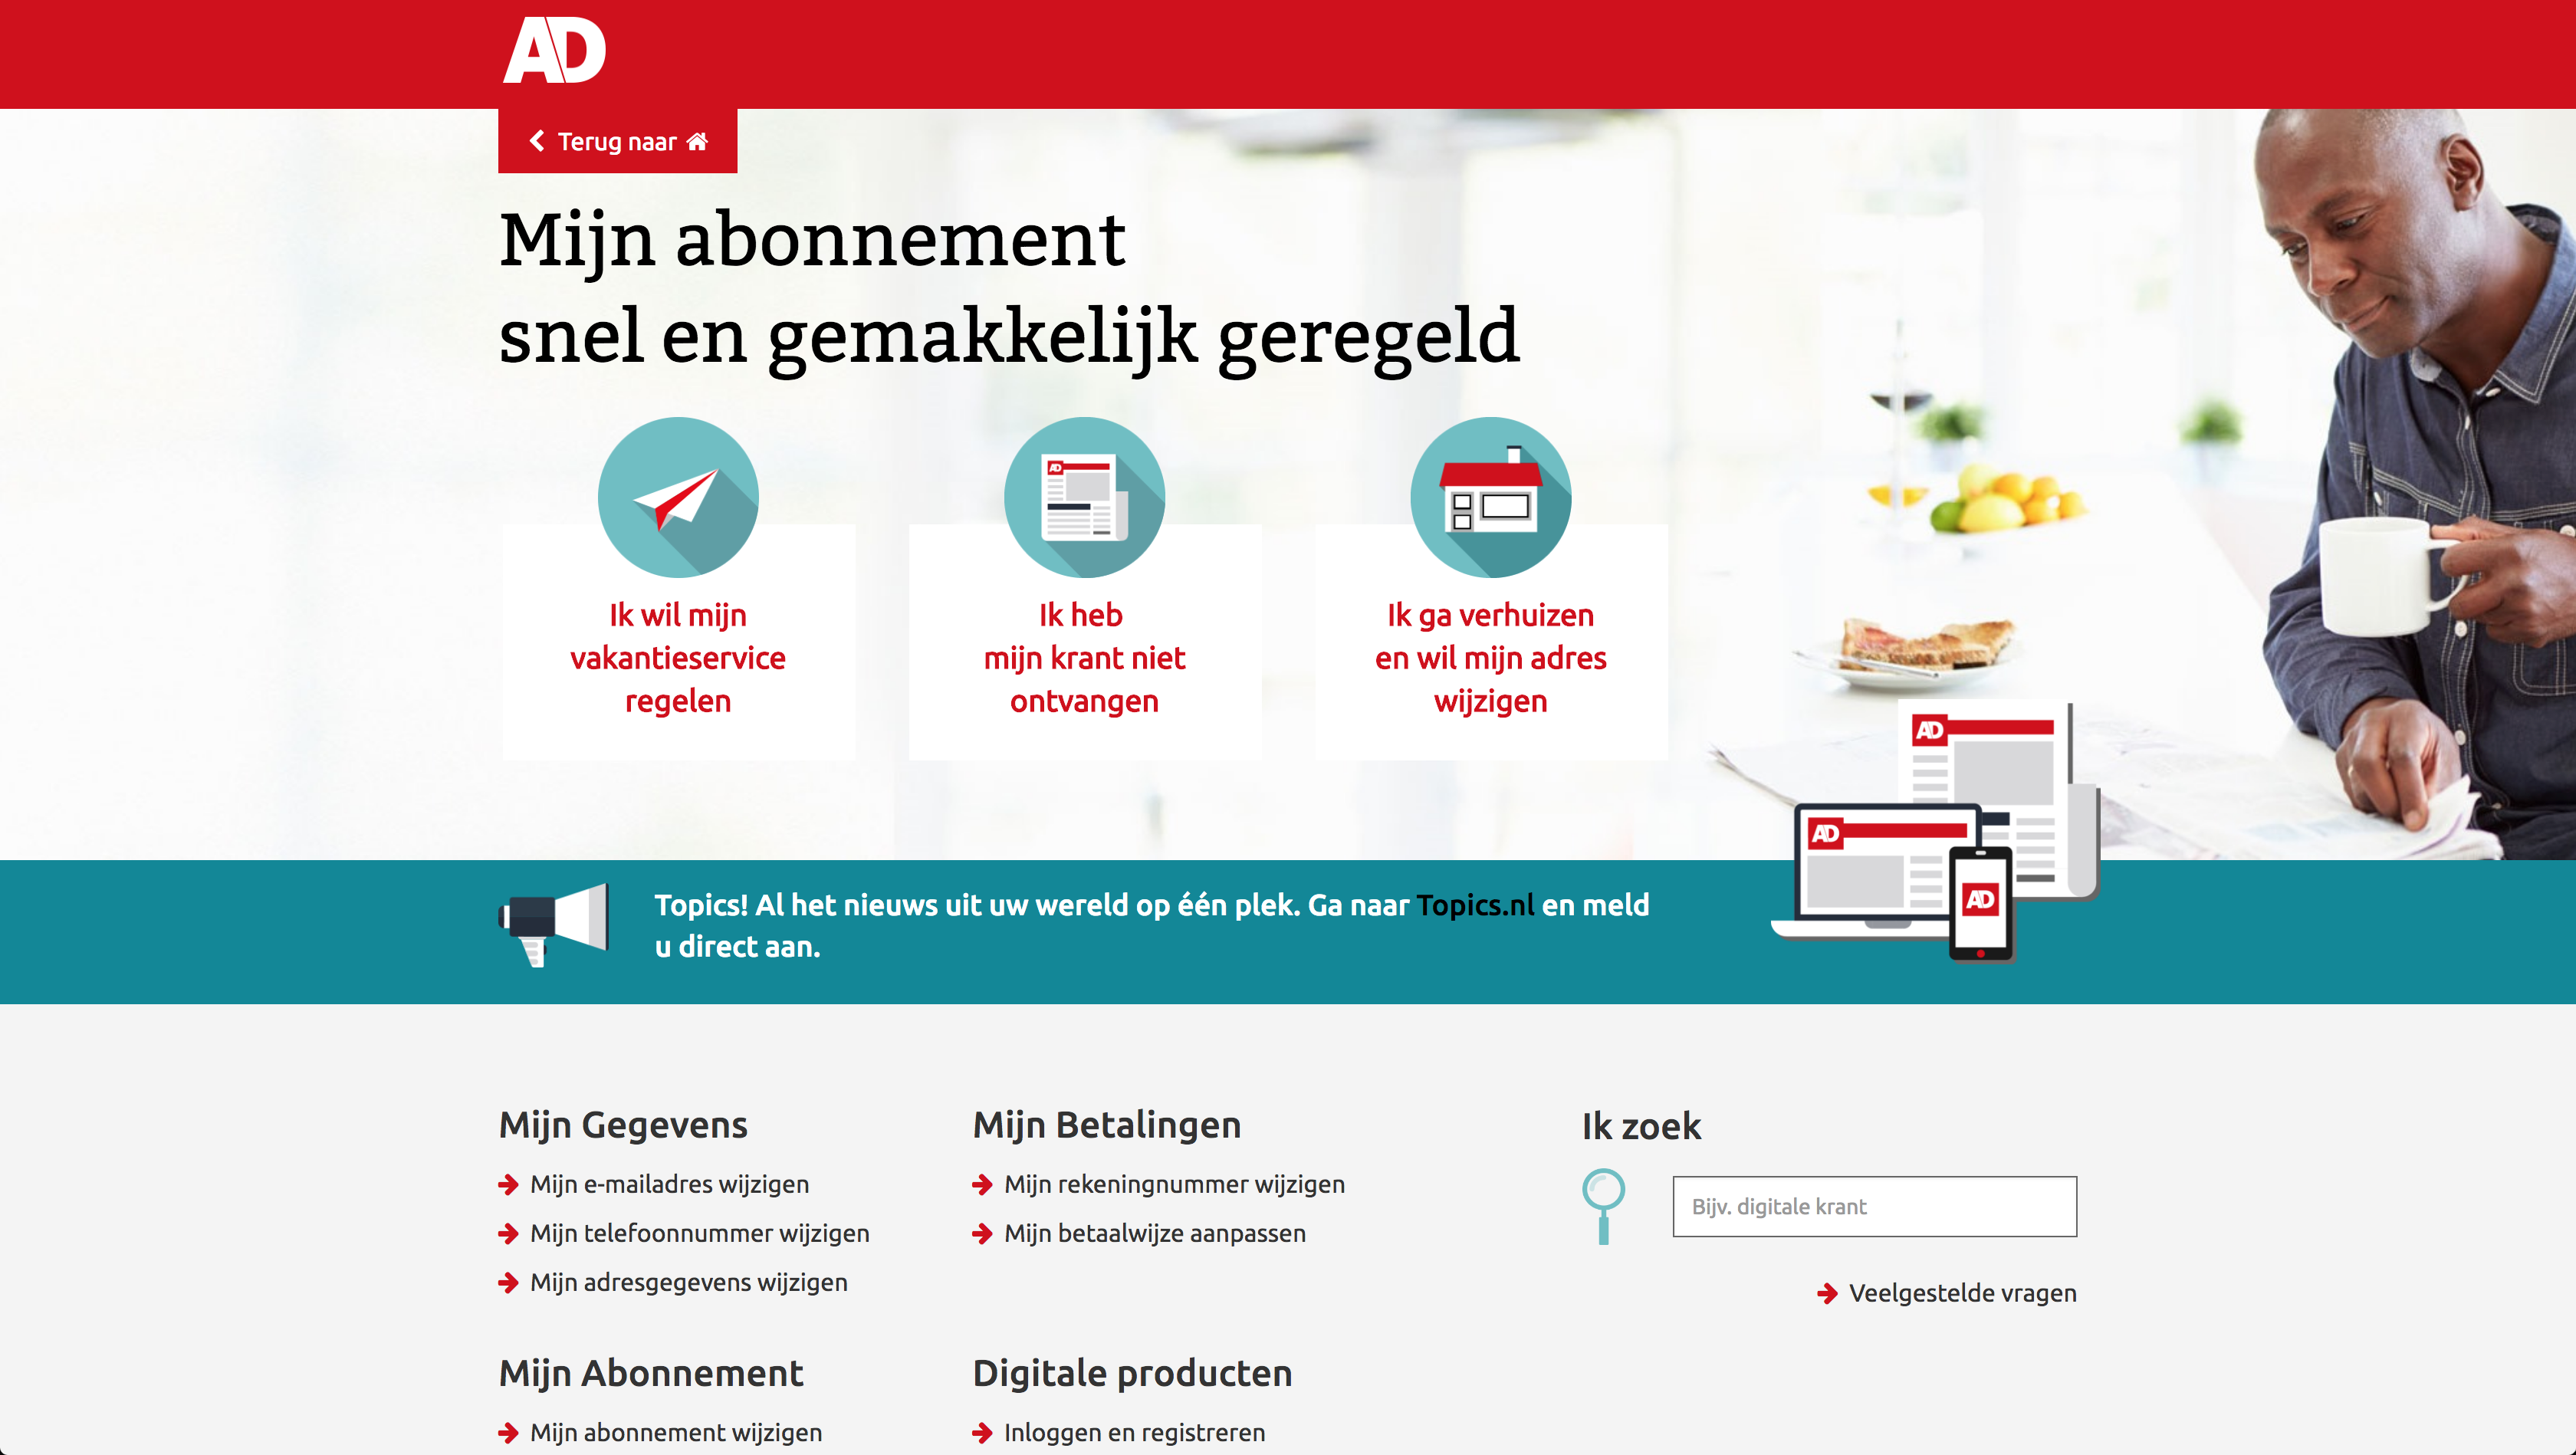 AD
Terug naar
Mijn abonnement
snel en gemakkelijk geregeld
AD
Ik wil mijn
vakantieservice
regelen
Ik heb
mijn krant niet
ontvangen
Ik ga verhuizen
en wil mijn adres
wijzigen
AD
AD
AD
Topics! Al het nieuws uit uw wereld op één plek. Ga naar Topics.nl en meld
u direct aan.
Mijn Gegevens
Mijn e-mailadres wijzigen
Mijn telefoonnummer wijzigen
Mijn adresgegevens wijzigen
Mijn Betalingen
Mijn rekeningnummer wijzigen
Mijn betaalwijze aanpassen
Ik zoek
Bijv. digitale krant
Veelgestelde vragen
Mijn Abonnement
Mijn abonnement wijzigen
Digitale producten
Inloggen en registreren